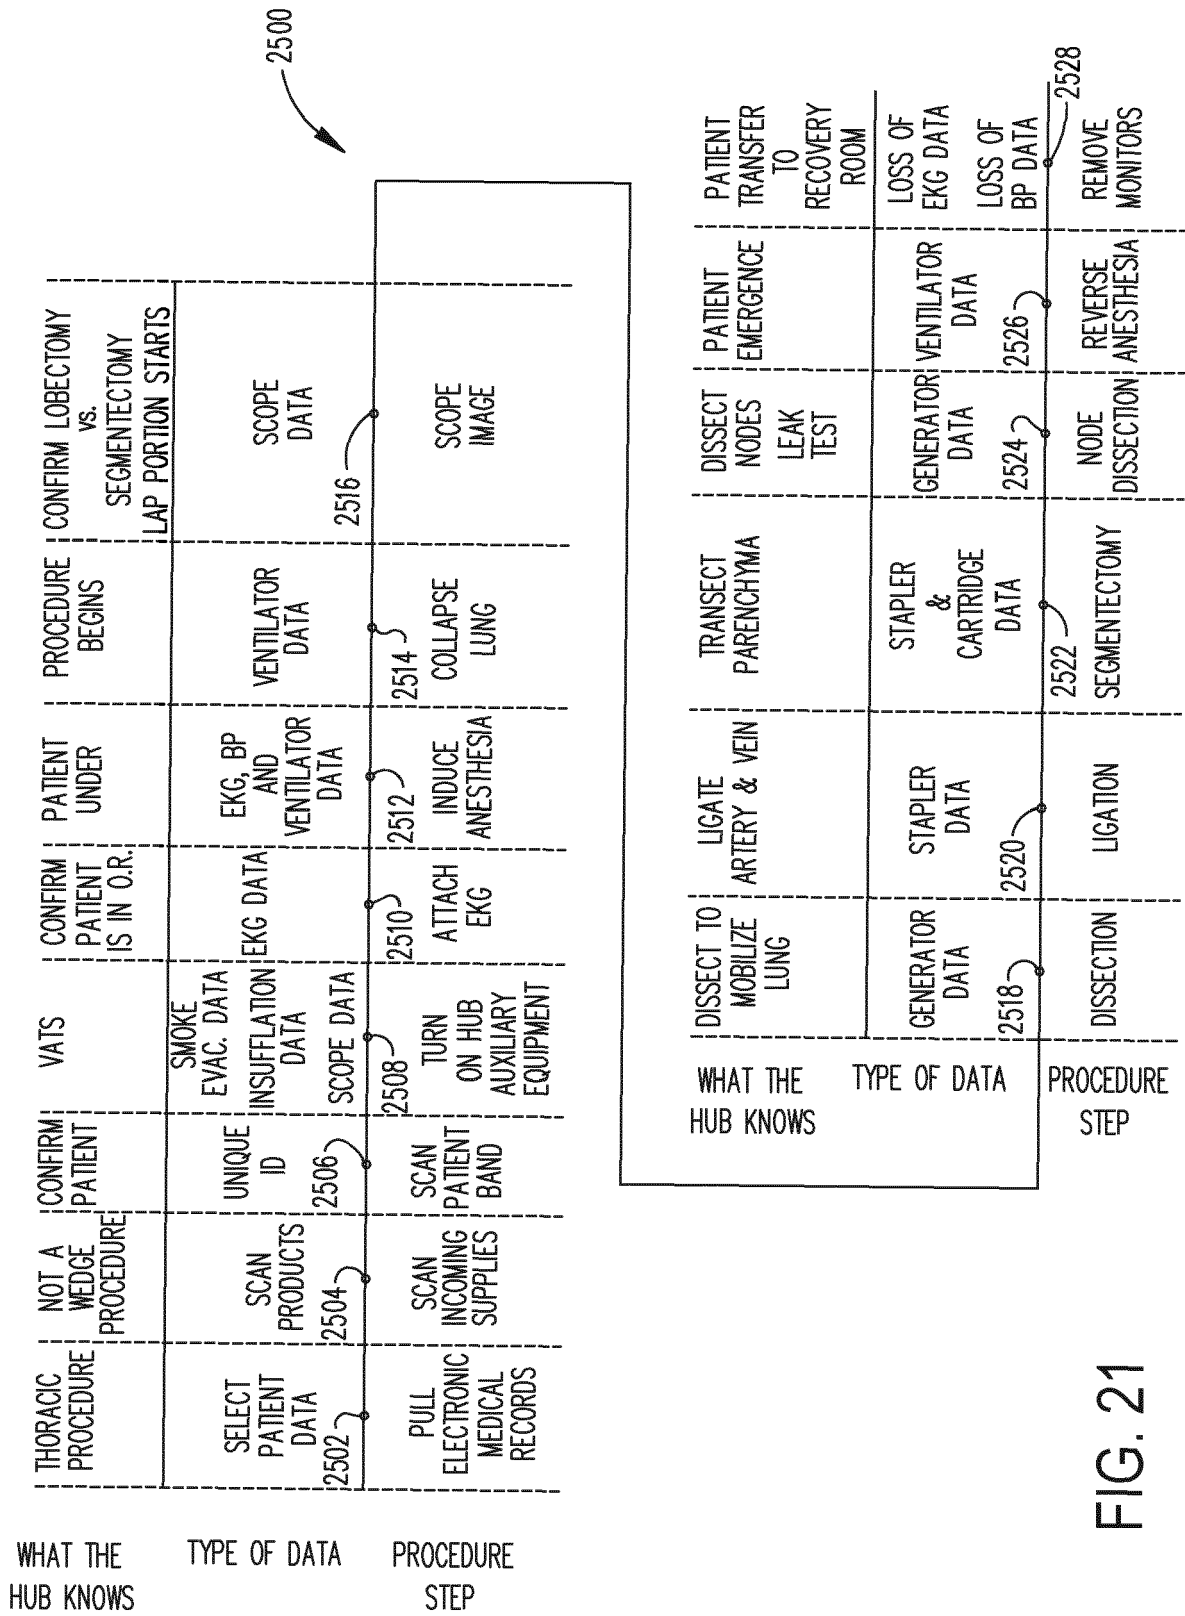 2500
WHAT THE
HUB KNOWS
THORACIC
PROCEDURE
NOT A
WEDGE
PROCEDURE
CONFIRM
PATIENT
VATS
CONFIRM
PATIENT
IS IN O.R.
PATIENT
UNDER
PROCEDURE
BEGINS
CONFIRM LOBECTOMY
vs.
SEGMENTECTOMY
LAP PORTION STARTS
TYPE OF DATA
SELECT
PATIENT
DATA
2502
SCAN
PRODUCTS
2504
UNIQUE
ID
2506
SMOKE
EVAC. DATA
INSUFFLATION
DATA
SCOPE DATA
2508
EKG DATA
2510
EKG, BP
AND
VENTILATOR
DATA
2512
VENTILATOR
DATA
2514
SCOPE
DATA
2516
PROCEDURE
STEP
PULL
ELECTRONIC
MEDICAL
RECORDS
SCAN
INCOMING
SUPPLIES
SCAN
PATIENT
BAND
TURN
ON HUB
AUXILIARY
EQUIPMENT
ATTACH
EKG
INDUCE
ANESTHESIA
COLLAPSE
LUNG
SCOPE
IMAGE
WHAT THE
HUB KNOWS
DISSECT TO
MOBILIZE
LUNG
LIGATE
ARTERY & VEIN
TRANSECT
PARENCHYMA
DISSECT
NODES
LEAK
TEST
PATIENT
EMERGENCE
PATIENT
TRANSFER
TO
RECOVERY
ROOM
TYPE OF DATA
GENERATOR
DATA
2518
STAPLER
DATA
2520
STAPLER
&
CARTRIDGE
DATA
2522
GENERATOR
DATA
2524
VENTILATOR
DATA
2526
LOSS OF
EKG DATA
LOSS OF
BP DATA
2528
PROCEDURE
STEP
DISSECTION
LIGATION
SEGMENTECTOMY
NODE
DISSECTION
REVERSE
ANESTHESIA
REMOVE
MONITORS
FIG. 21